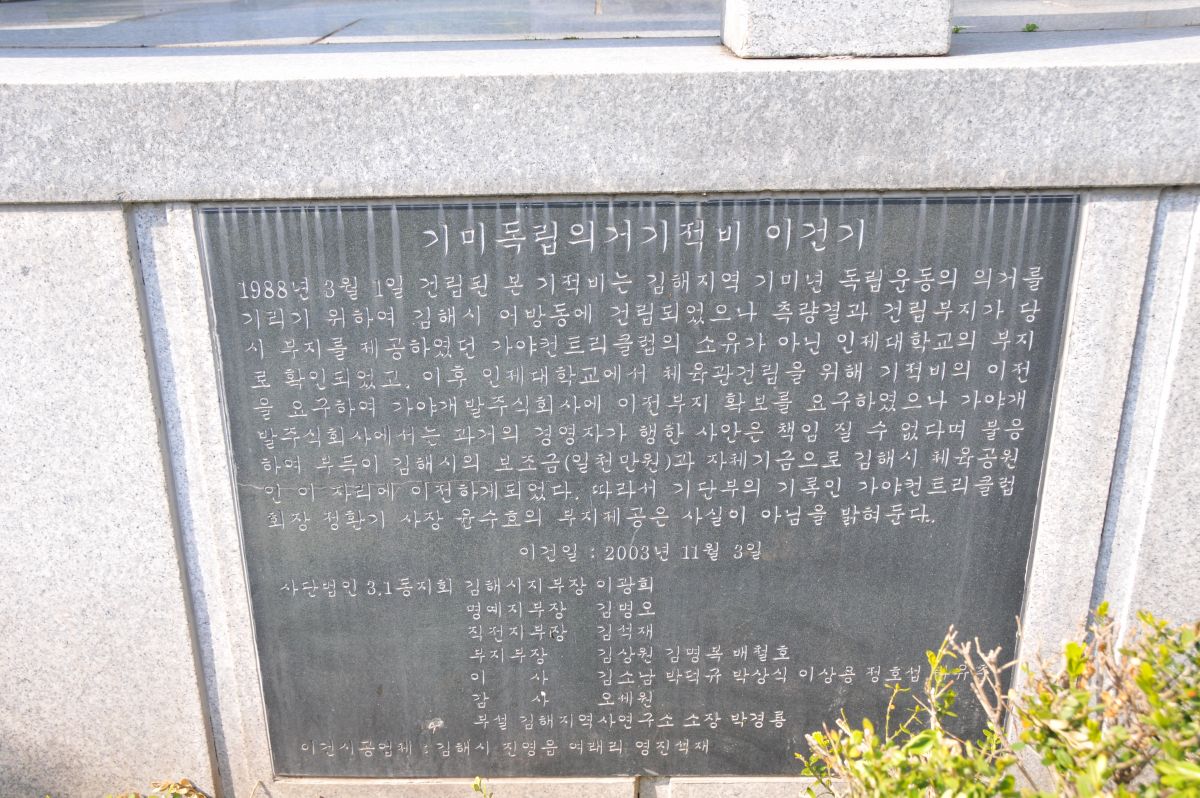 기미독립의거기적비 이건기
1988년 3월 1일 건립된 본 기적비는 김해지역 기미년 독립운동의 의거를
기리기 위하여 김해시 어방동에 건립되었으나 측량결과 건립부지가 당
시 부지를 제공하였던 가야컨트리클럽의 소유가 아닌 인제대학교의 부지
로 확인되었고, 이후 인제대학교에서 체육관건립을 위해 기적비의 이전
을 요구하여 가야개발주식회사에 이전부지 확보를 요구하였으나 가야개
발주식회사에서는 과거의 경영자가 행한 사안은 책임 질 수 없다며 불응
하여 부득이 김해시의 보조금(일천만원)과 자체기금으로 김해시 체육공원
인 이 자리에 이전하게되었다. 따라서 기단부의 기록인 가야컨트리클럽
회장 정환기 사장 윤수효의 부지제공은 사실이 아님을 밝혀둔다.
이건일 : 2003년 11월 3일
사단법인 3.1동지회 김해시지부장 이광희
명예지부장 김명오
직전지부장 김석재
부지부장 김상원 김명복 배철호
이 사 김소남 박덕규 박상식 이상용 정호섭
감 사 오세원
부설 김해지역사연구소 소장 박경룡
이건시공업체 : 김해시 진영읍 여래리 영진석재